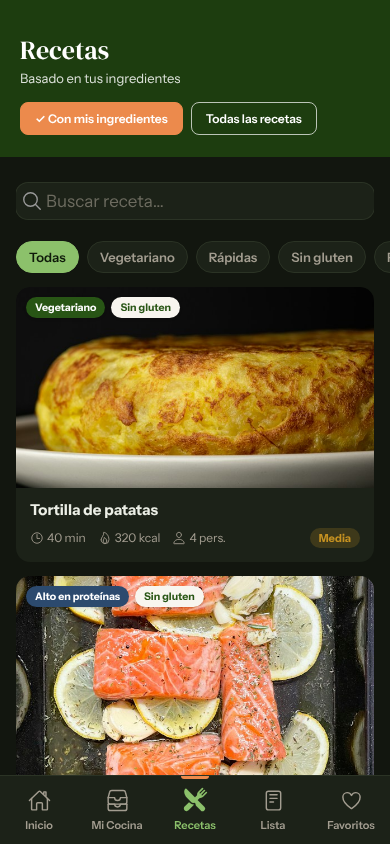 Recetas
Basado en tus ingredientes
✓ Con mis ingredientes
Todas las recetas
Buscar receta...
Todas
Vegetariano
Rápidas
Sin gluten
Vegetariano
Sin gluten
Tortilla de patatas
40 min
320 kcal
4 pers.
Media
Alto en proteínas
Sin gluten
Inicio
Mi Cocina
Recetas
Lista
Favoritos